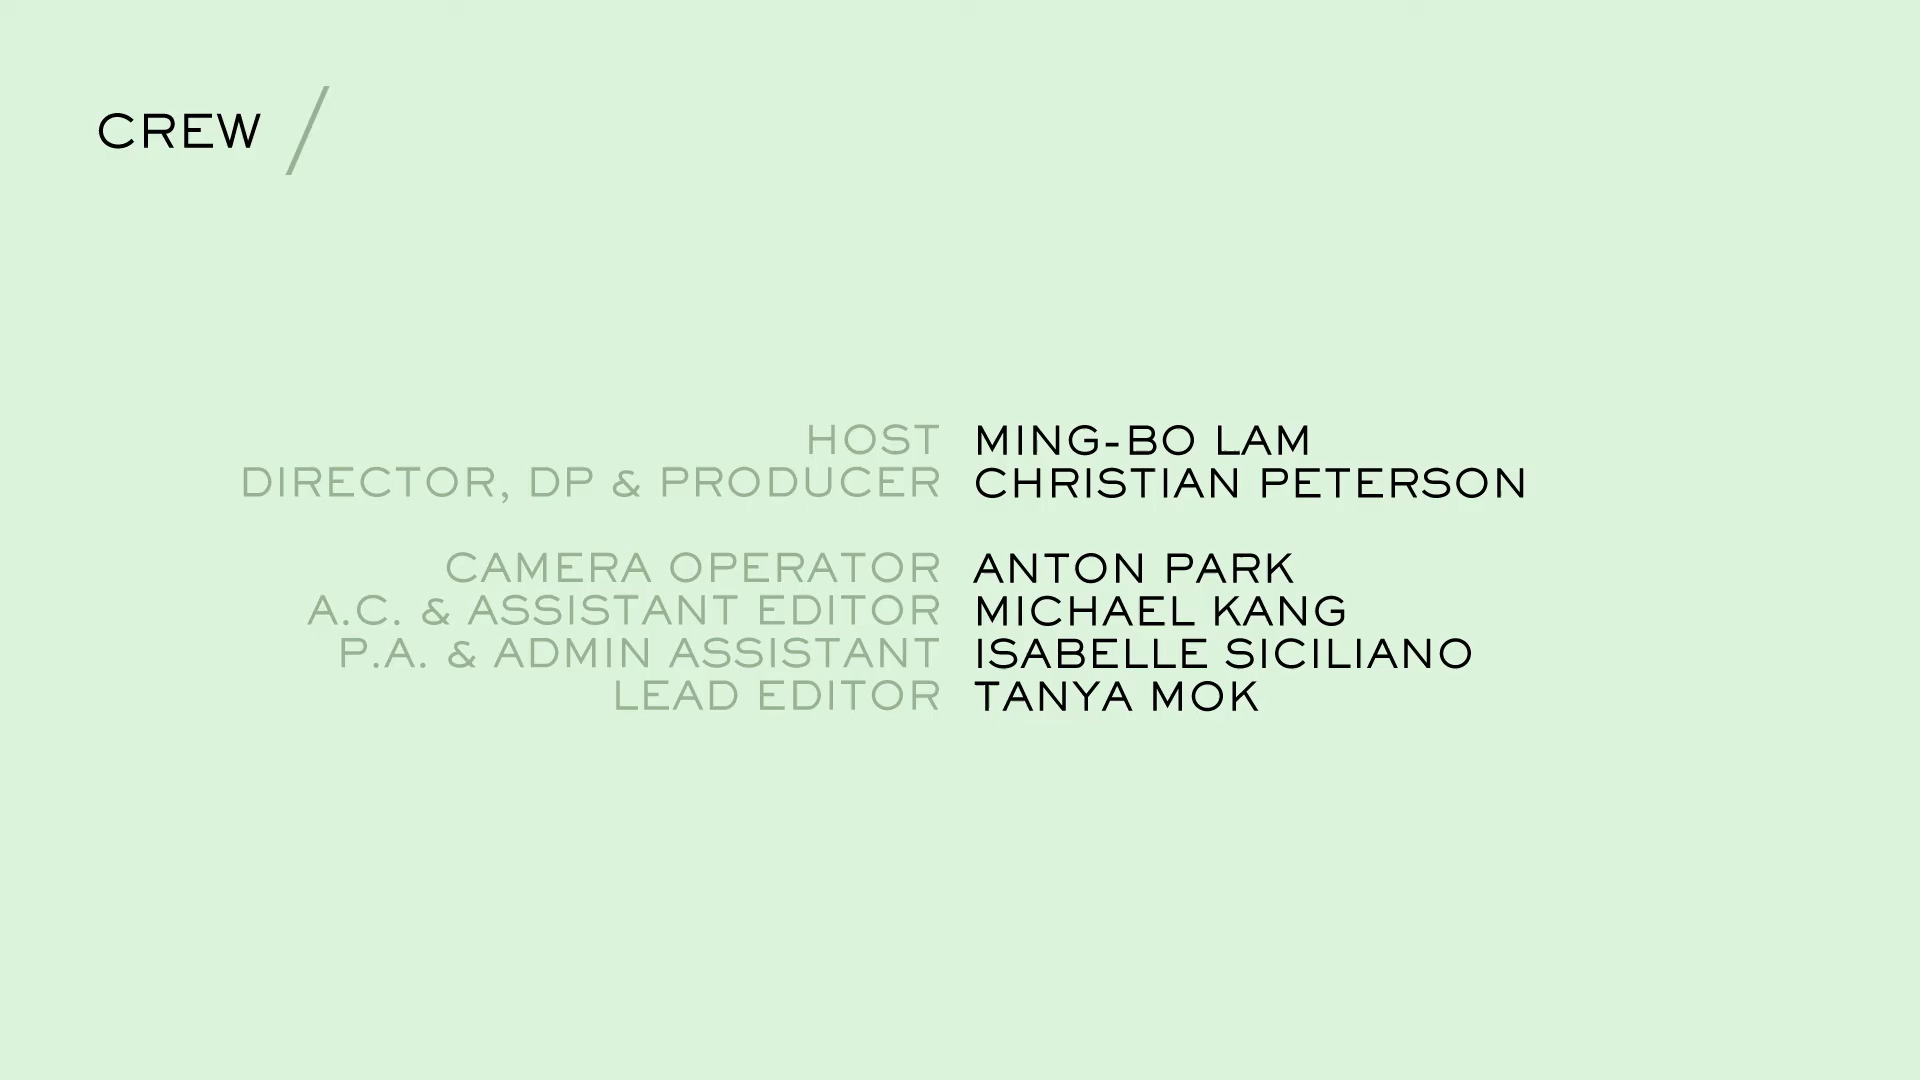 CREW /
HOST MING-BO LAM
DIRECTOR, DP & PRODUCER CHRISTIAN PETERSON
CAMERA OPERATOR ANTON PARK
A.C. & ASSISTANT EDITOR MICHAEL KANG
P.A. & ADMIN ASSISTANT ISABELLE SICILIANO
LEAD EDITOR TANYA MOK